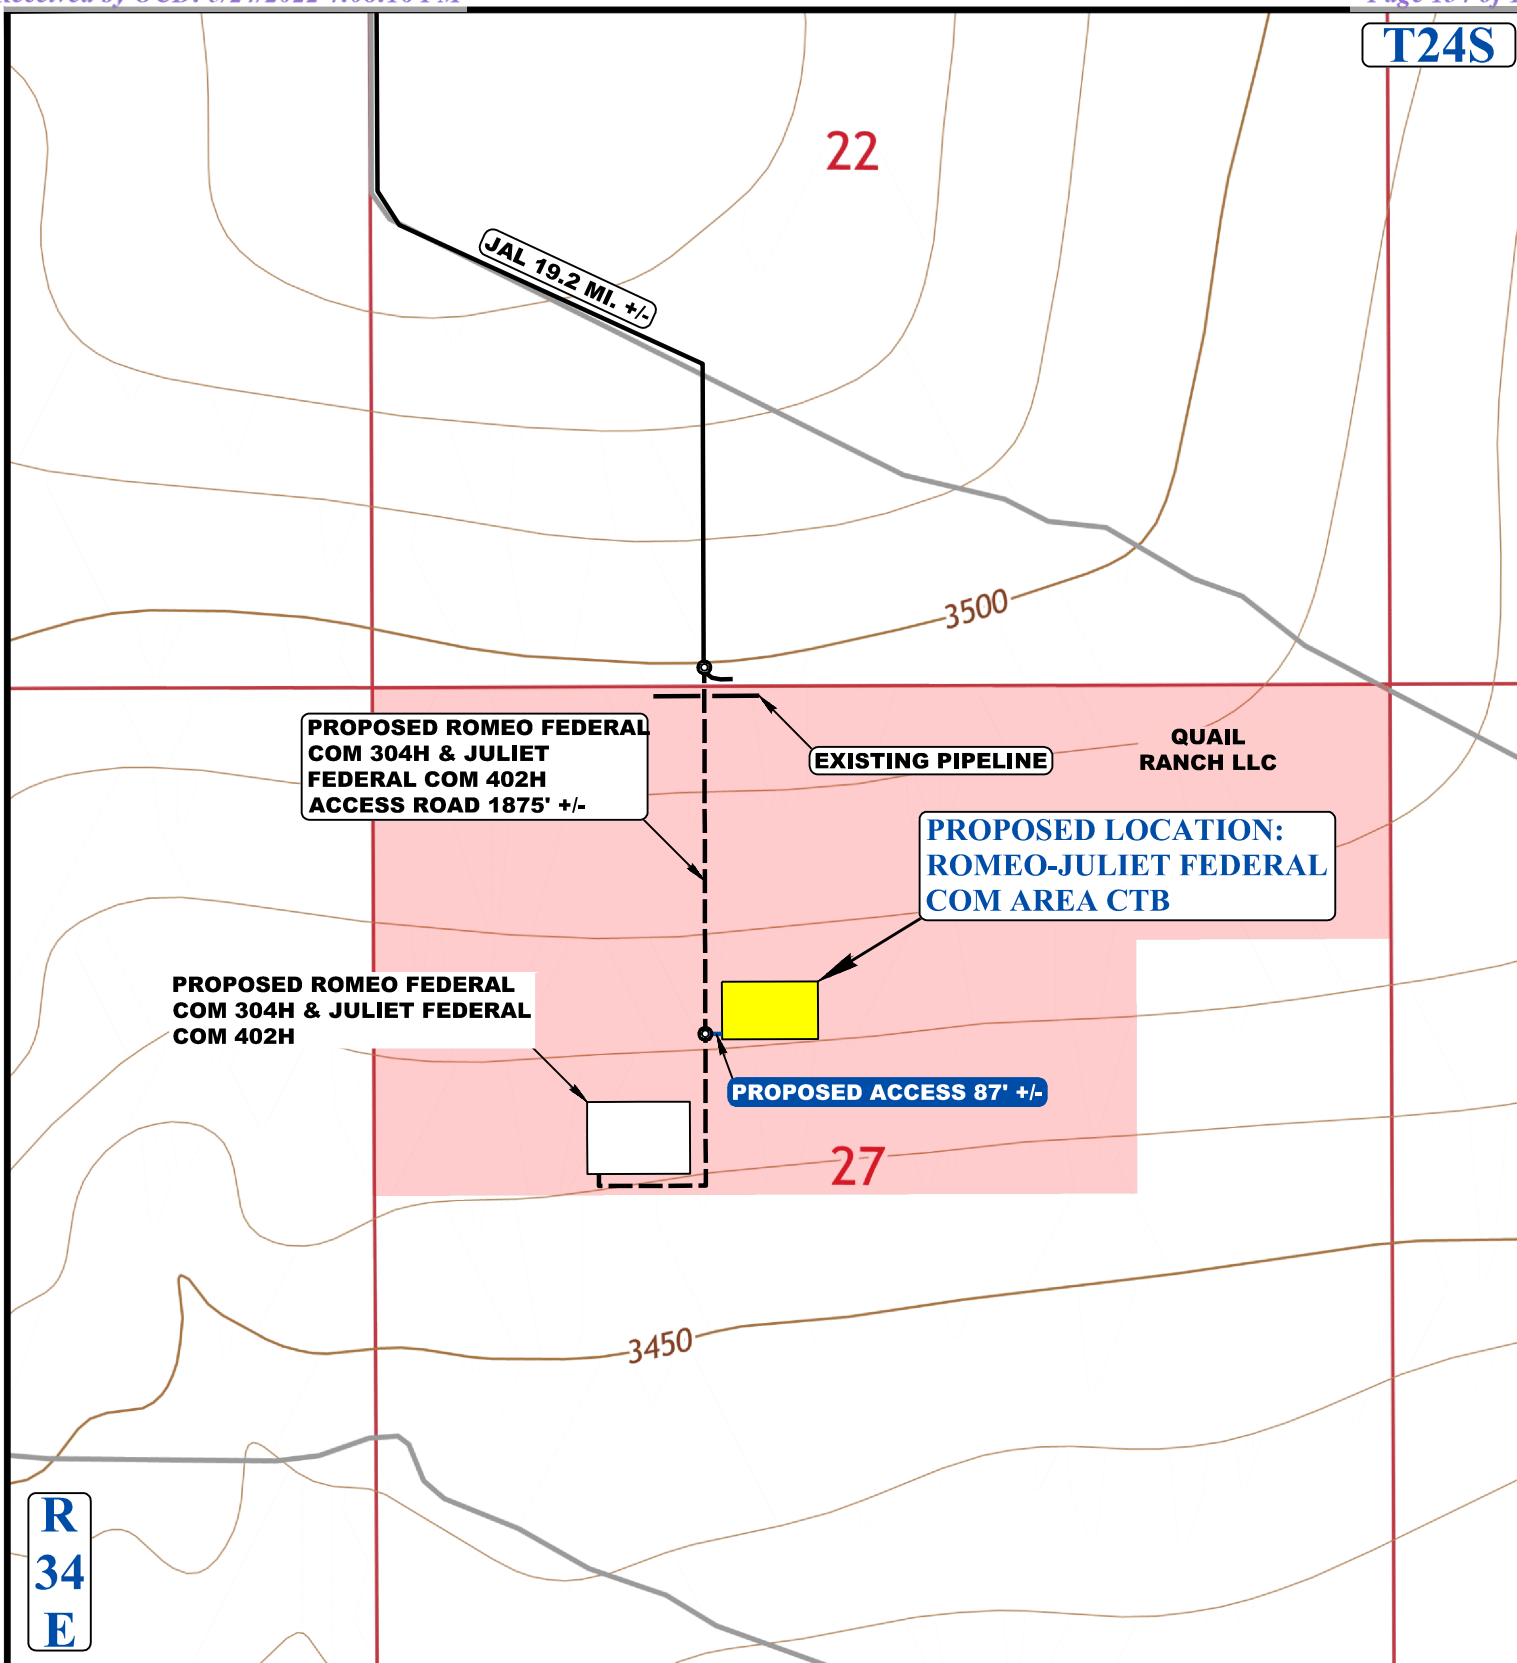 T24S
22
JAL 19.2 MI. +/-
3500
PROPOSED ROMEO FEDERAL
COM 304H & JULIET
FEDERAL COM 402H
ACCESS ROAD 1875' +/-
EXISTING PIPELINE
QUAIL
RANCH LLC
PROPOSED LOCATION:
ROMEO-JULIET FEDERAL
COM AREA CTB
PROPOSED ROMEO FEDERAL
COM 304H & JULIET FEDERAL
COM 402H
PROPOSED ACCESS 87' +/-
27
3450
R
34
E